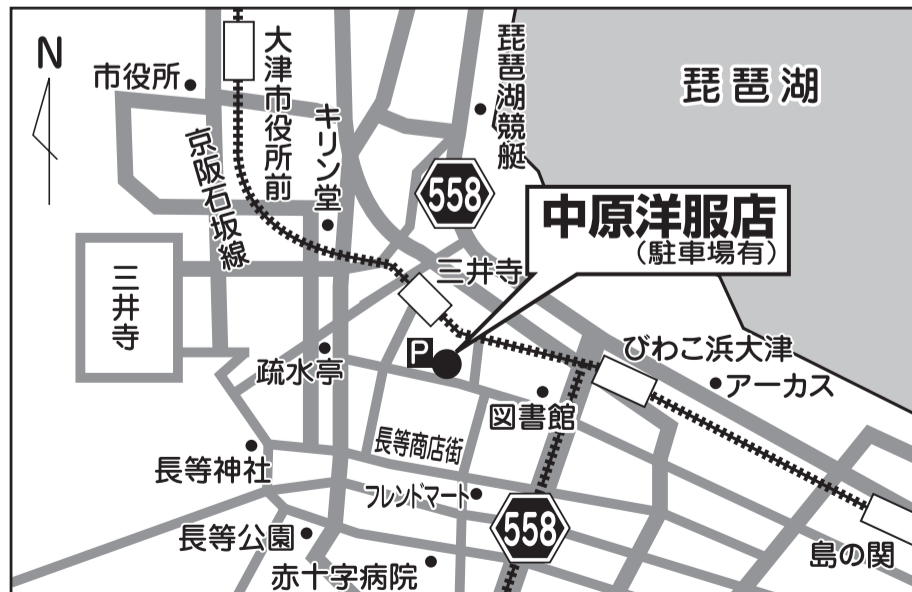 N
市役所
大津市役所前
琵琶湖競艇
琵琶湖
キリン堂
京阪石坂線
558
中原洋服店
(駐車場有)
三井寺
三井寺
P
疏水亭
びわこ浜大津
アーカス
図書館
長等商店街
長等神社
フレンドマート
558
長等公園
赤十字病院
島の関